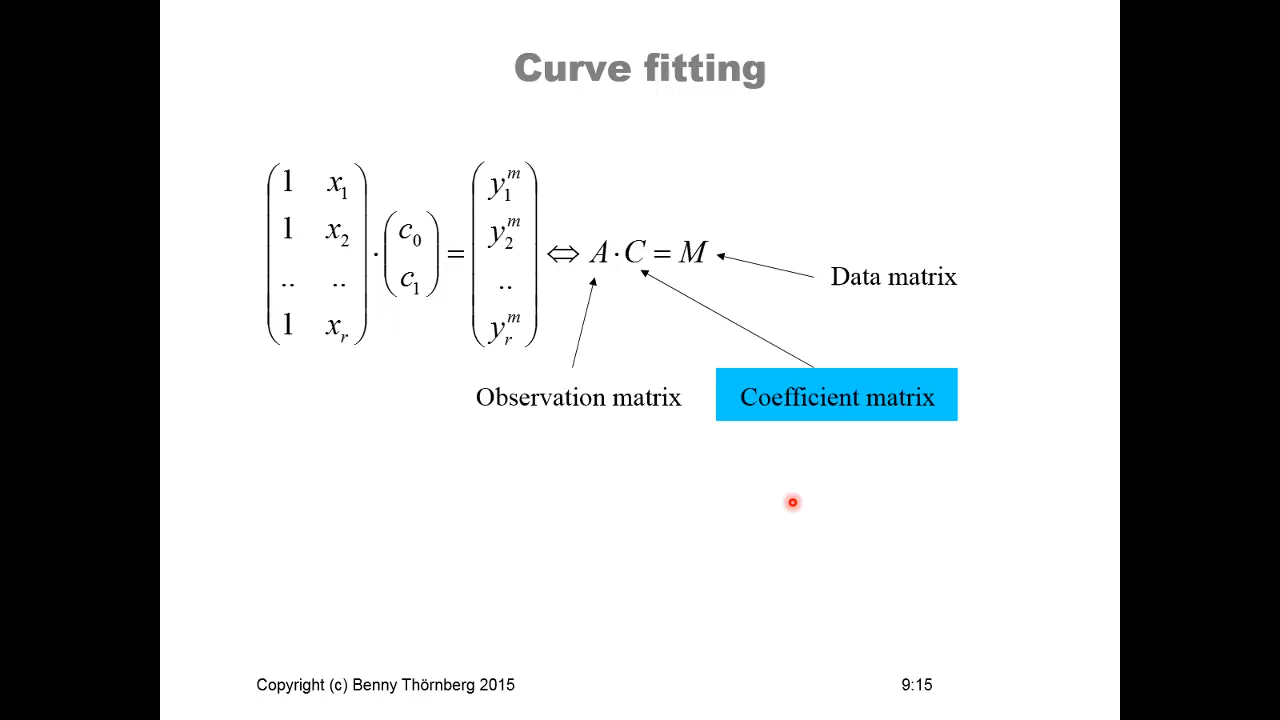 Curve fitting
1 x₁
1 x₂
.. ..
1 xᵣ
·
c₀
c₁
=
y₁ᵐ
y₂ᵐ
..
yᵣᵐ
⇔ A · C = M
Data matrix
Observation matrix
Coefficient matrix
Copyright (c) Benny Thörnberg 2015
9:15